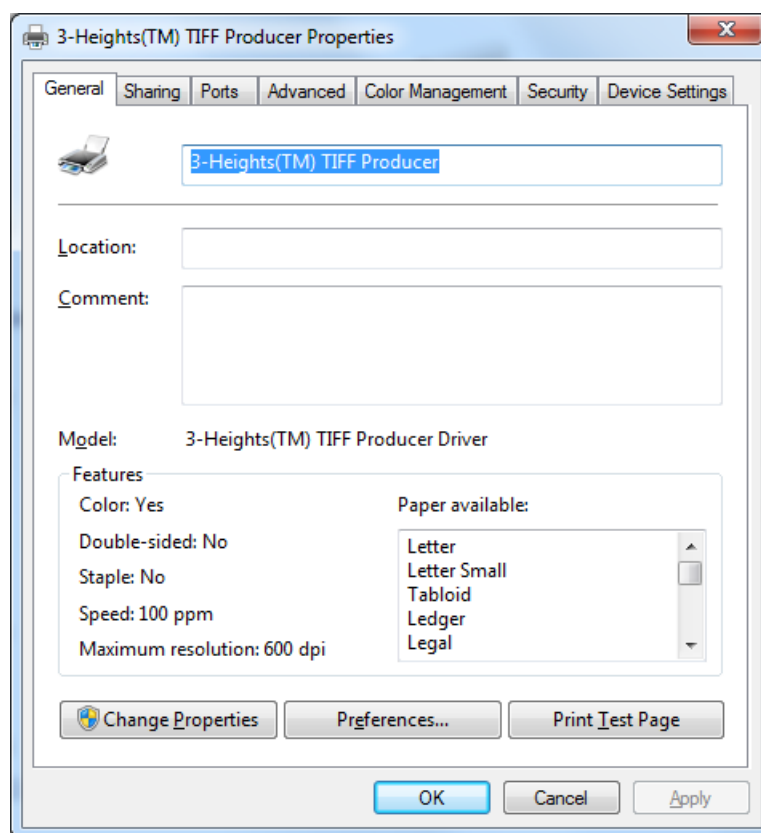 3-Heights(TM) TIFF Producer Properties
General Sharing Ports Advanced Color Management Security Device Settings
3-Heights(TM) TIFF Producer
Location:
Comment:
Model: 3-Heights(TM) TIFF Producer Driver
Features
Color: Yes Paper available:
Double-sided: No Letter
Staple: No Letter Small
Tabloid
Speed: 100 ppm Ledger
Maximum resolution: 600 dpi Legal
Change Properties Preferences... Print Test Page
OK Cancel Apply